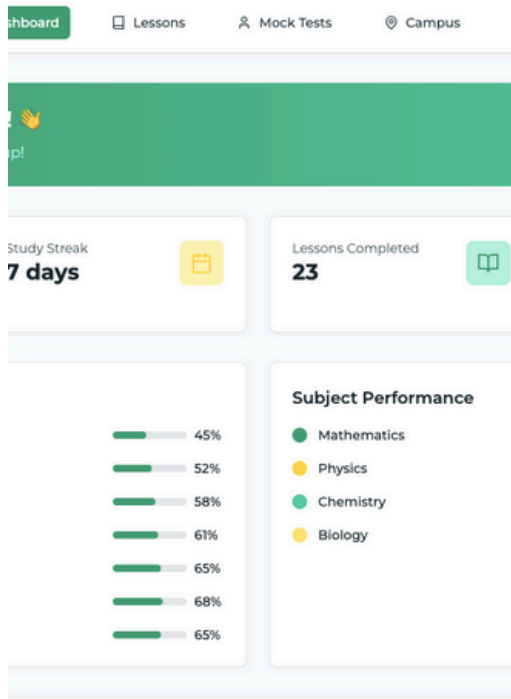 shboard
Lessons
Mock Tests
Campus
! 👋
up!
Study Streak
7 days
Lessons Completed
23
45%
52%
58%
61%
65%
68%
65%
Subject Performance
Mathematics
Physics
Chemistry
Biology